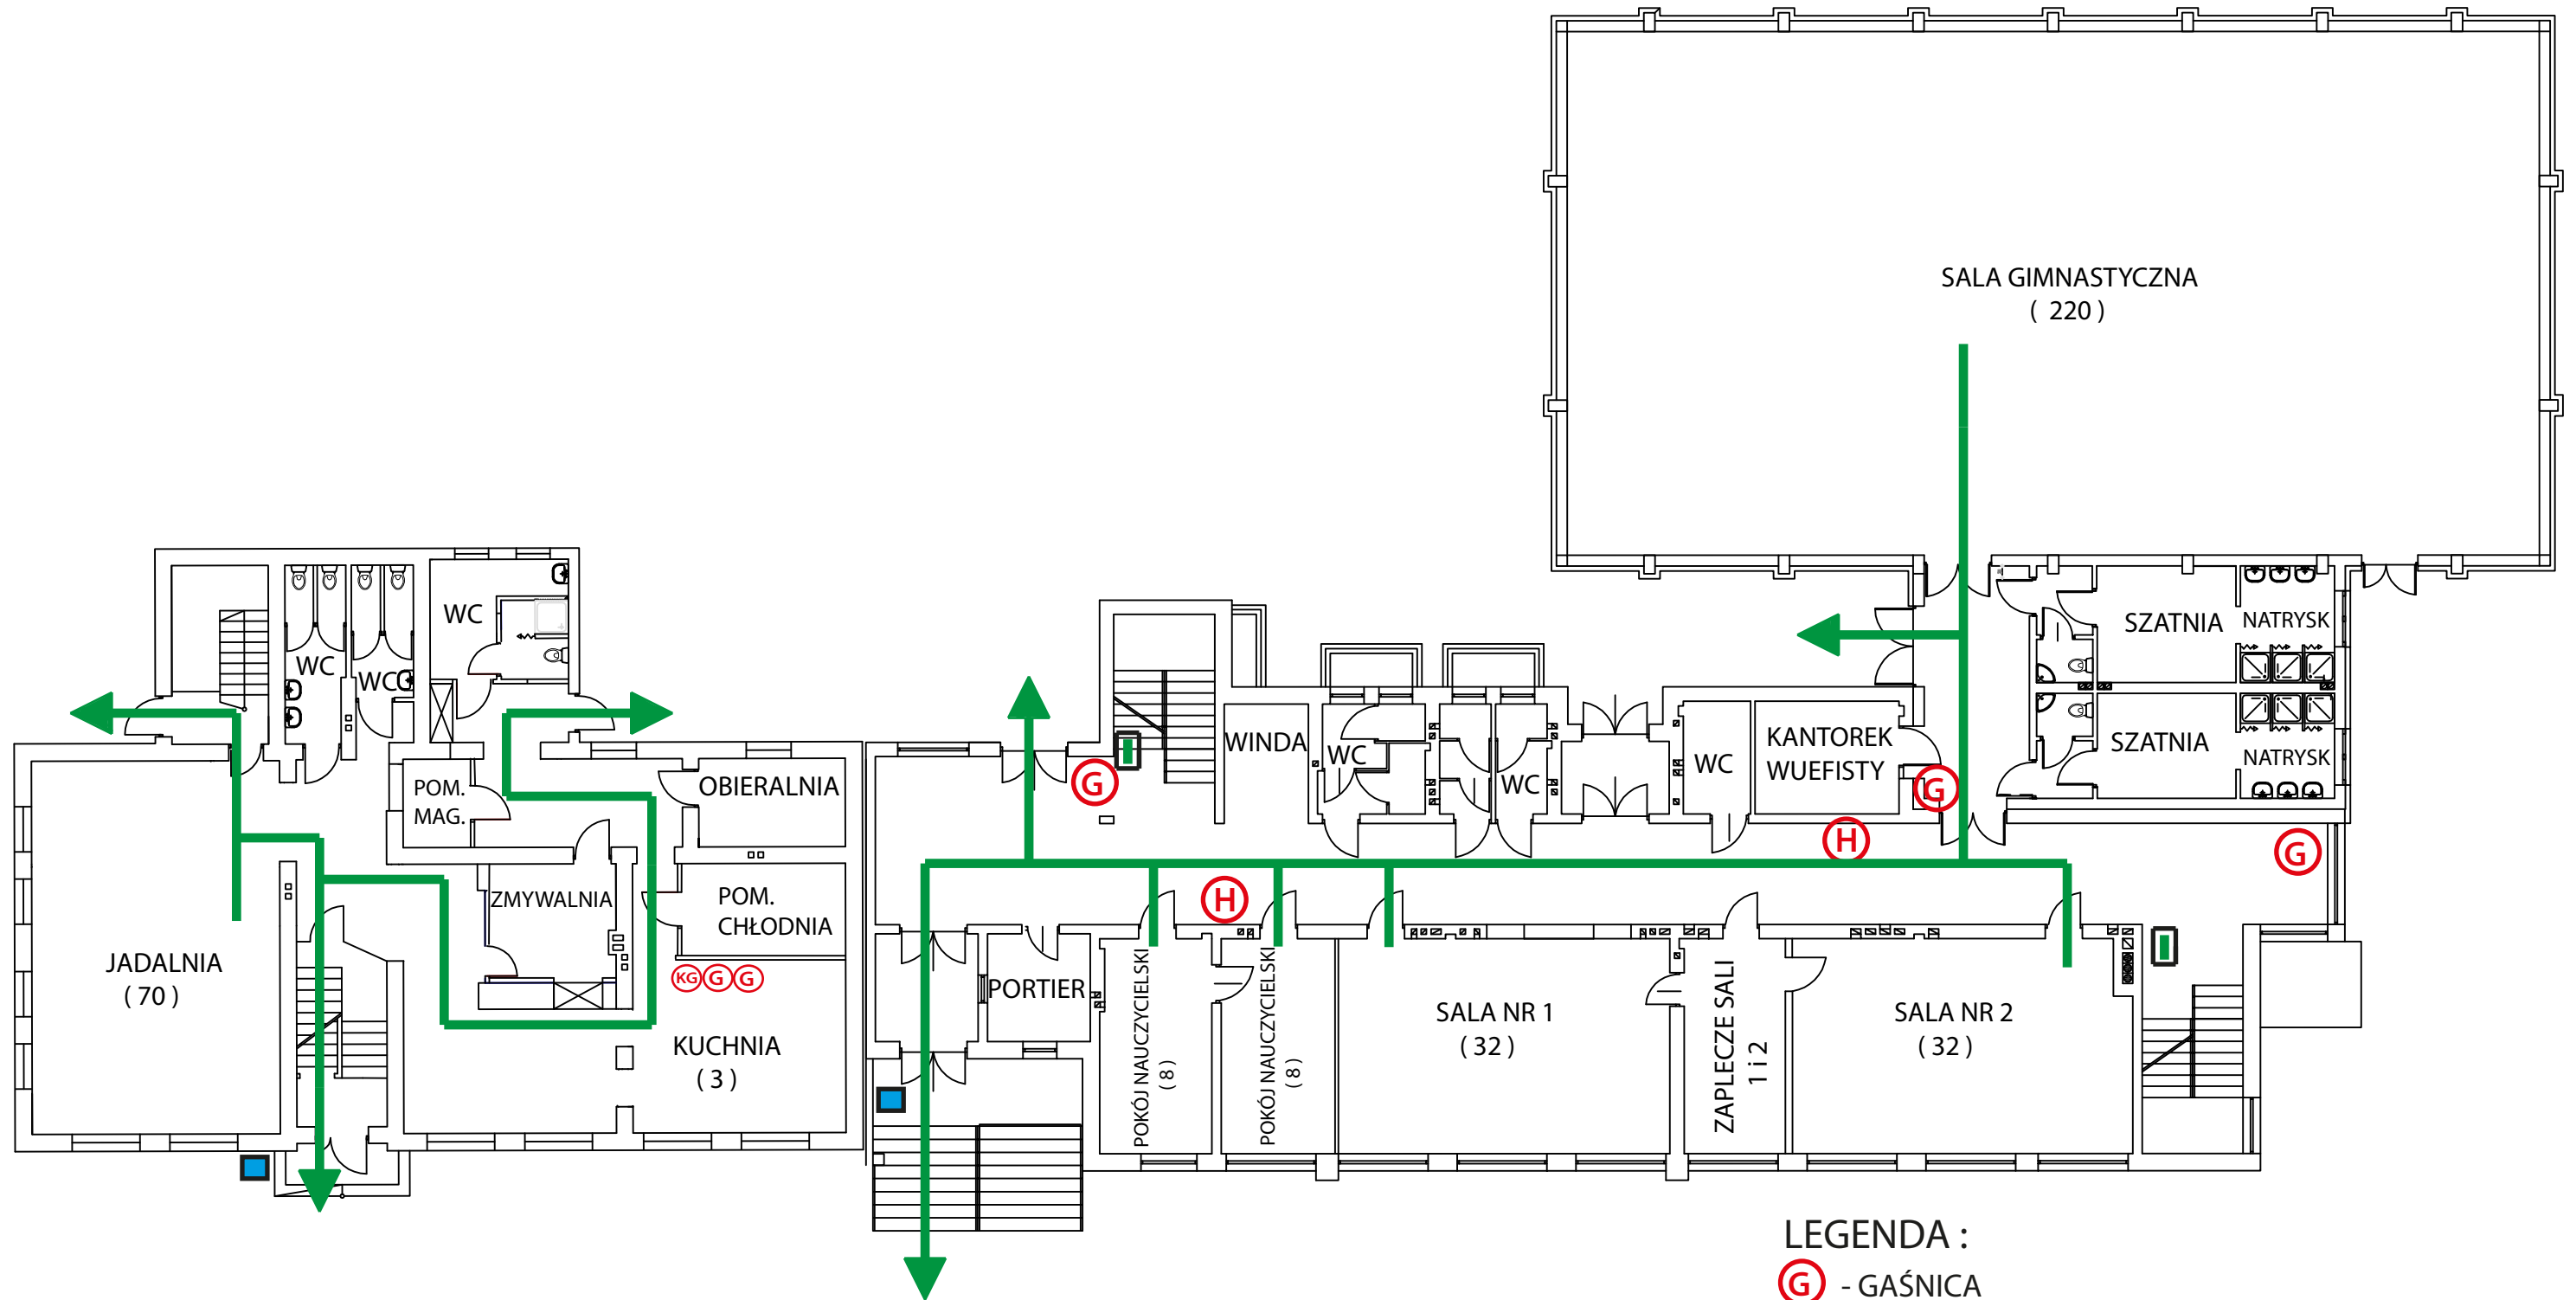 SALA GIMNASTYCZNA
( 220 )
WC
WC
WC
SZATNIA
NATRYSK
SZATNIA
NATRYSK
WINDA
WC
WC
WC
KANTOREK
WUEFISTY
POM.
MAG.
OBIERALNIA
G
G
H
G
ZMYWALNIA
POM.
CHŁODNIA
H
JADALNIA
( 70 )
KG
G
G
PORTIER
POKÓJ NAUCZYCIELSKI
( 8 )
POKÓJ NAUCZYCIELSKI
( 8 )
SALA NR 1
( 32 )
ZAPLECZE SALI
1 i 2
SALA NR 2
( 32 )
KUCHNIA
( 3 )
LEGENDA :
G - GAŚNICA